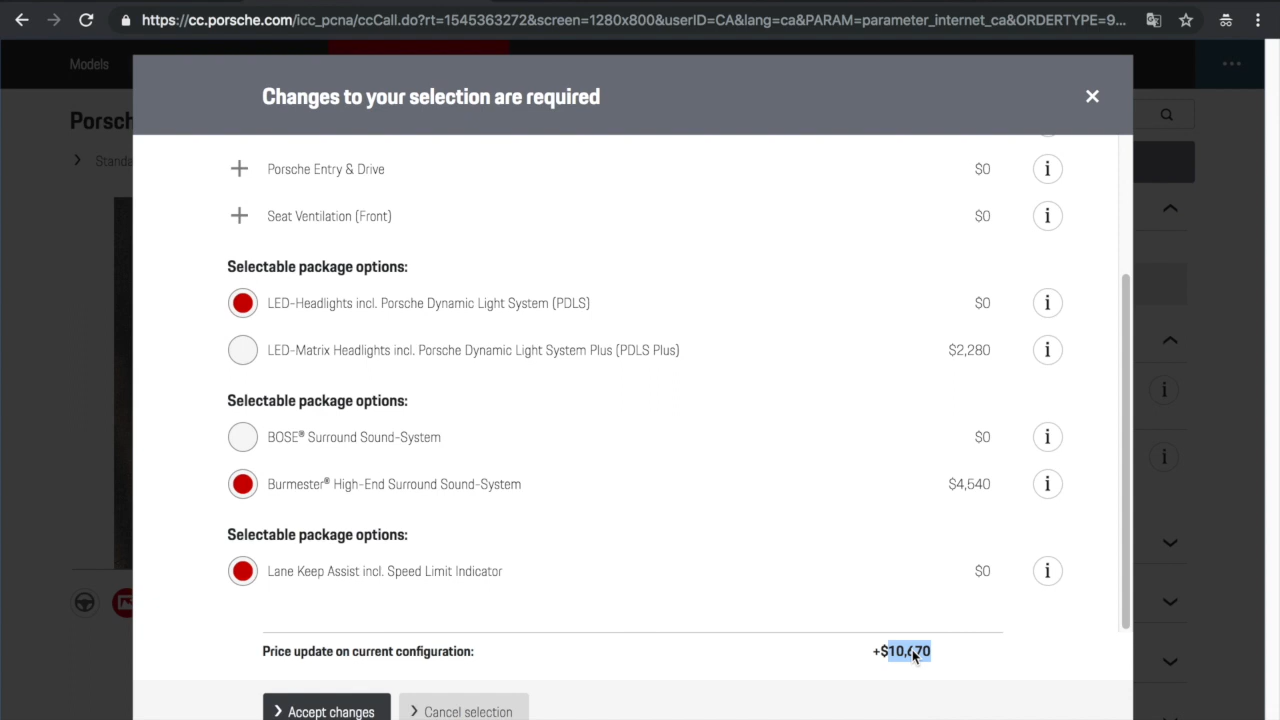 https://cc.porsche.com/icc_pcna/ccCall.do?rt=1545363272&screen=1280x800&userID=CA&lang=ca&PARAM=parameter_internet_ca&ORDERTYPE=9...
Models
Changes to your selection are required
Porsch
Standa
Porsche Entry & Drive $0 i
Seat Ventilation (Front) $0 i
Selectable package options:
LED-Headlights incl. Porsche Dynamic Light System (PDLS) $0 i
LED-Matrix Headlights incl. Porsche Dynamic Light System Plus (PDLS Plus) $2,280 i
Selectable package options:
BOSE® Surround Sound-System $0 i
Burmester® High-End Surround Sound-System $4,540 i
Selectable package options:
Lane Keep Assist incl. Speed Limit Indicator $0 i
Price update on current configuration: +$10,670
Accept changes
Cancel selection
i
i